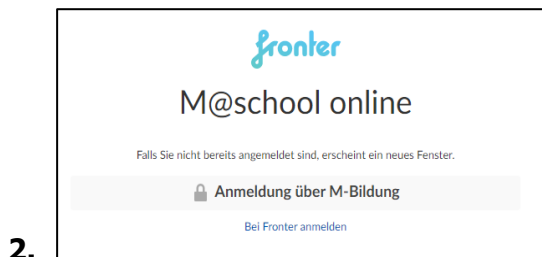 fronter
M@school online
Falls Sie nicht bereits angemeldet sind, erscheint ein neues Fenster.
Anmeldung über M-Bildung
Bei Fronter anmelden
2.